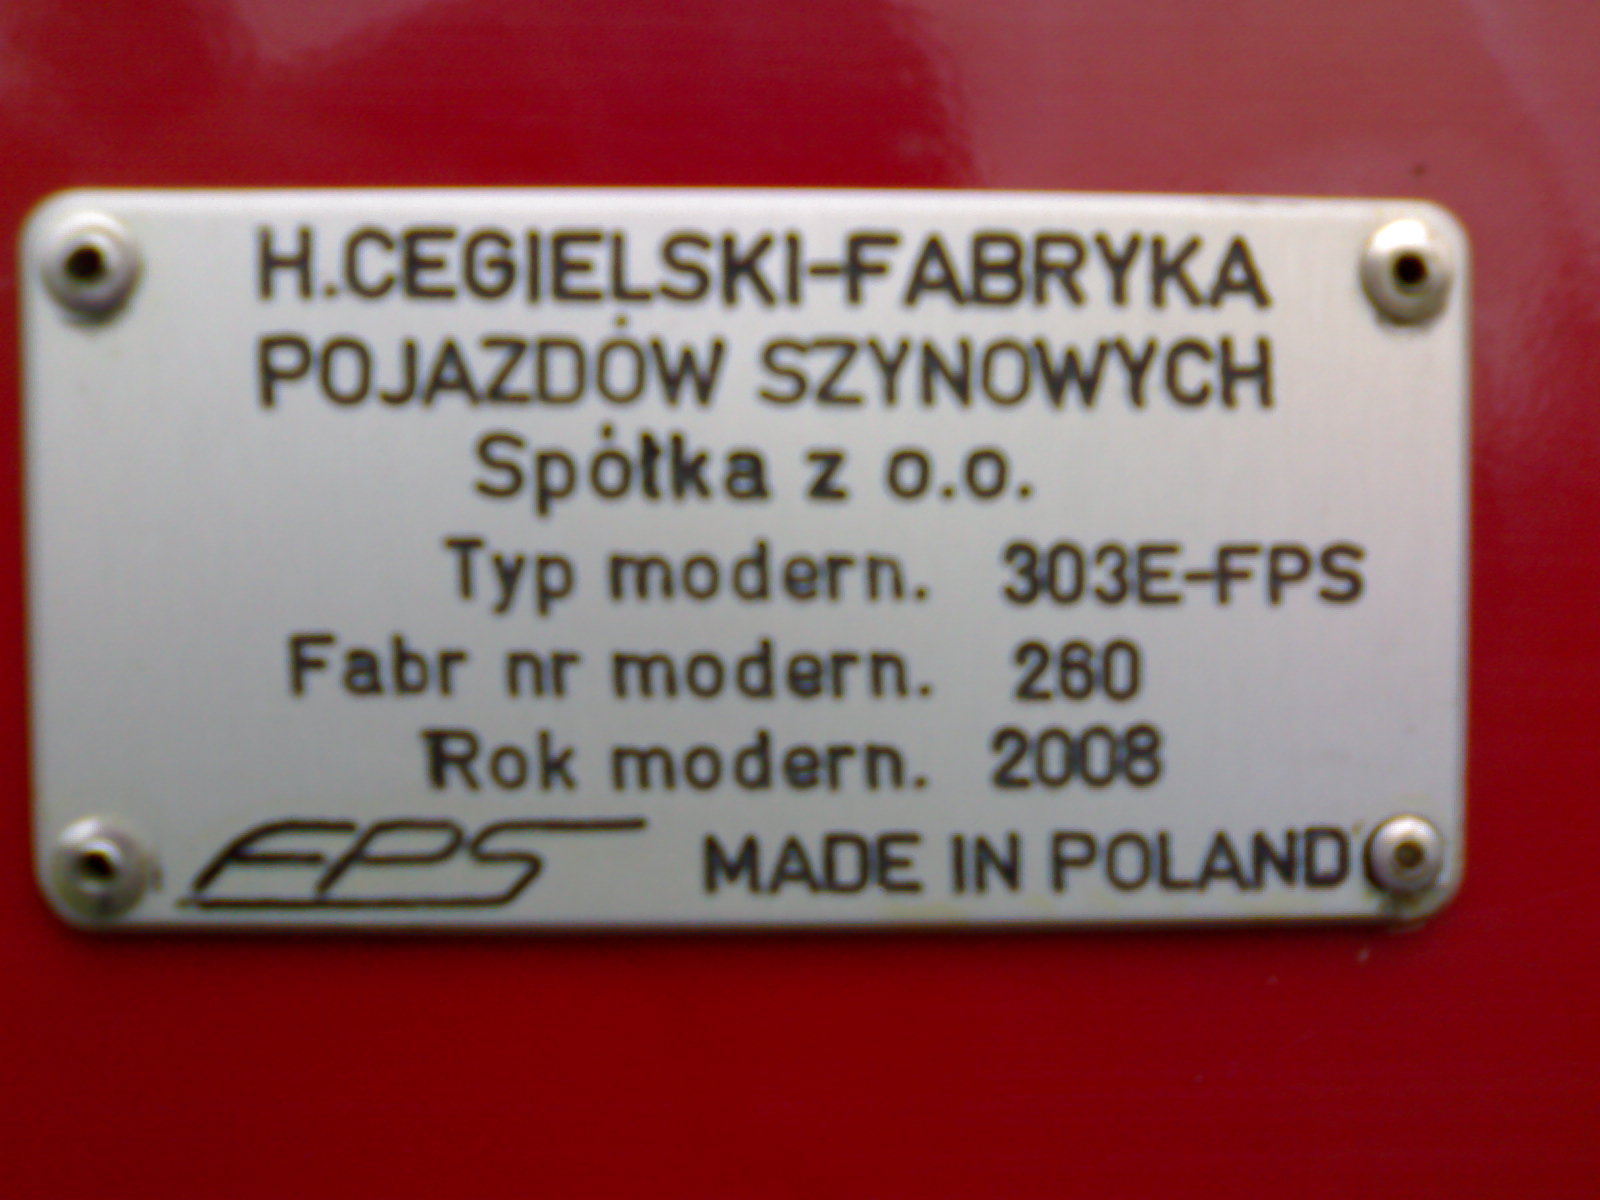 H.CEGIELSKI-FABRYKA
POJAZDÓW SZYNOWYCH
Spółka z o.o.
Typ modern. 303E-FPS
Fabr nr modern. 260
Rok modern. 2008
FPS MADE IN POLAND